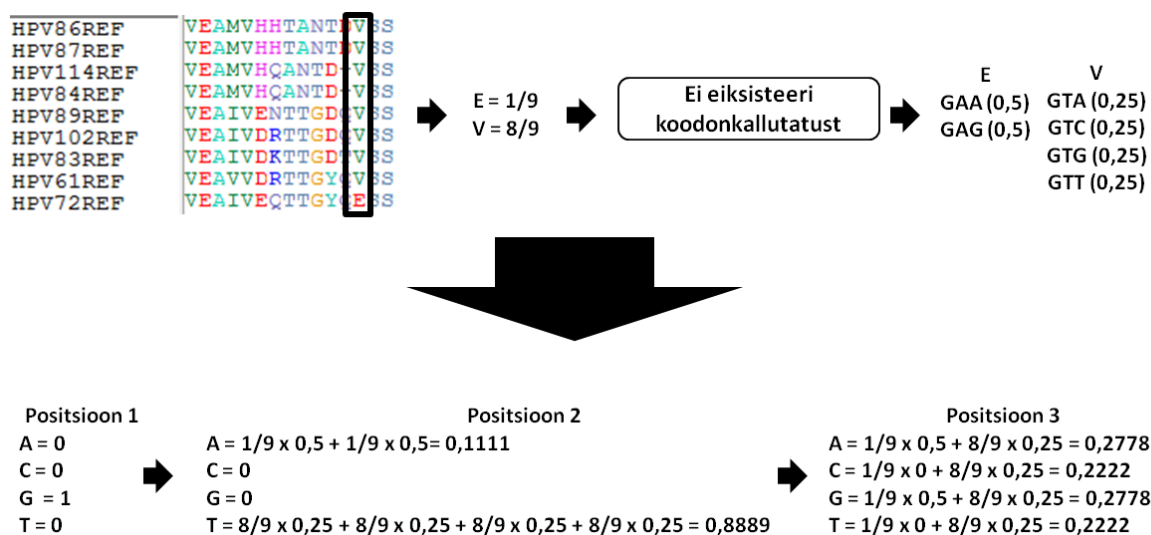 HPV86REF VEAMVHHTANTDVSS
HPV87REF VEAMVHHTANTDVSS
HPV114REF VEAMVHQANTD-VSS
HPV84REF VEAMVHQANTD-VSS
HPV89REF VEAIVENTTGDQVSS
HPV102REF VEAIVDRTTGDQVSS
HPV83REF VEAIVDKTTGDTVSS
HPV61REF VEAVVDRTTGYQVSS
HPV72REF VEAIVEQTTGYQESS
E = 1/9
V = 8/9
Ei eiksisteeri
koodonkallutatust
E
GAA (0,5)
GAG (0,5)
V
GTA (0,25)
GTC (0,25)
GTG (0,25)
GTT (0,25)
Positsioon 1
A = 0
C = 0
G = 1
T = 0
Positsioon 2
A = 1/9 x 0,5 + 1/9 x 0,5= 0,1111
C = 0
G = 0
T = 8/9 x 0,25 + 8/9 x 0,25 + 8/9 x 0,25 + 8/9 x 0,25 = 0,8889
Positsioon 3
A = 1/9 x 0,5 + 8/9 x 0,25 = 0,2778
C = 1/9 x 0 + 8/9 x 0,25 = 0,2222
G = 1/9 x 0,5 + 8/9 x 0,25 = 0,2778
T = 1/9 x 0 + 8/9 x 0,25 = 0,2222